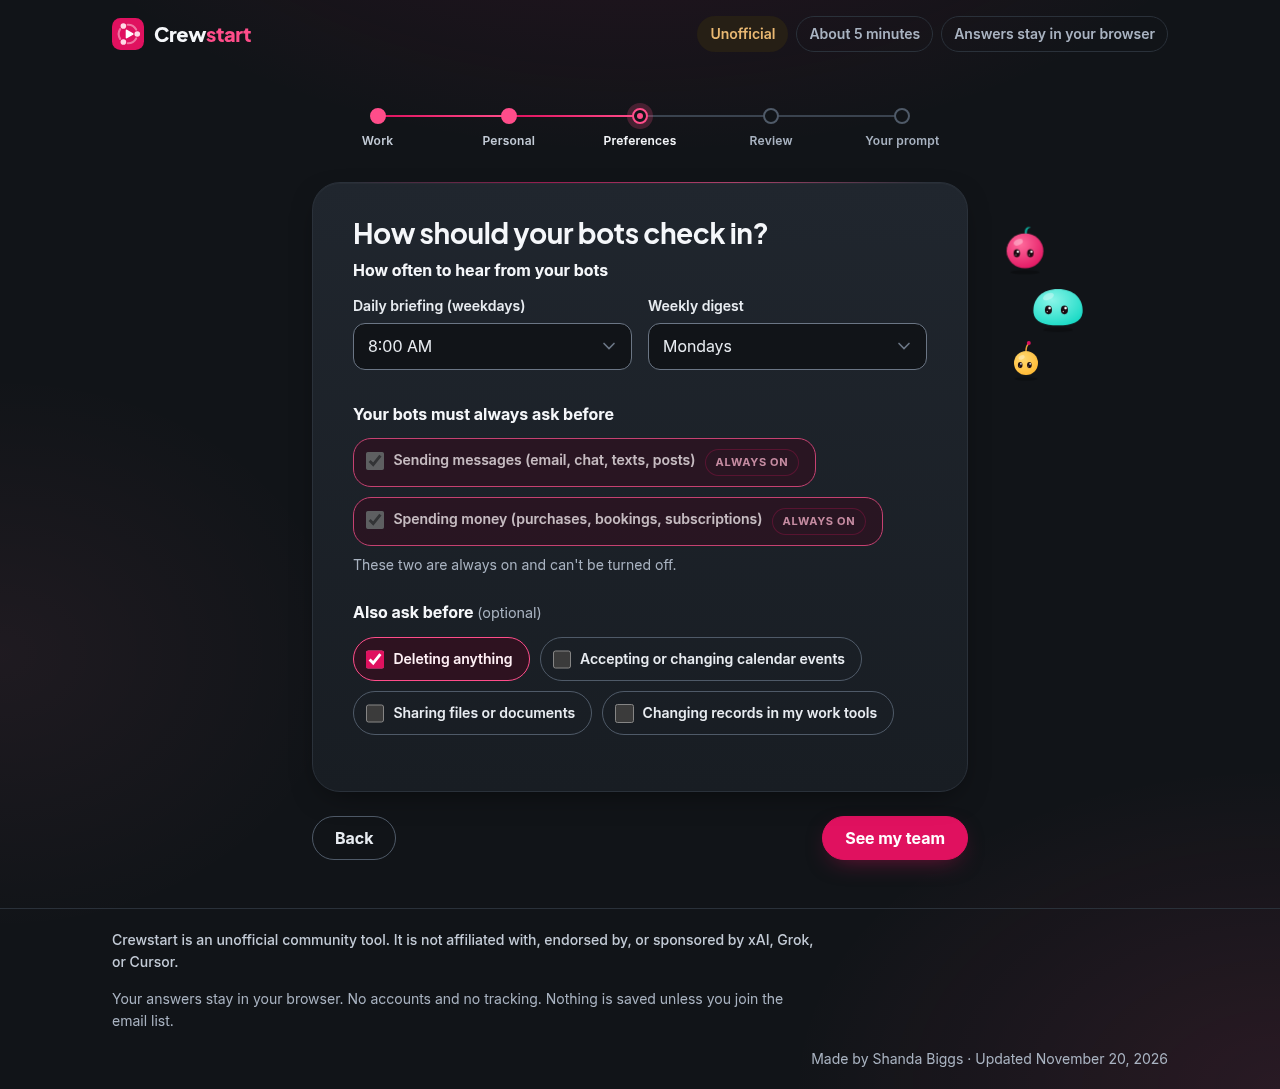 Crewstart
Unofficial
About 5 minutes
Answers stay in your browser
Work
Personal
Preferences
Review
Your prompt
How should your bots check in?
How often to hear from your bots
Daily briefing (weekdays)
Weekly digest
8:00 AM
Mondays
Your bots must always ask before
Sending messages (email, chat, texts, posts) ALWAYS ON
Spending money (purchases, bookings, subscriptions) ALWAYS ON
These two are always on and can't be turned off.
Also ask before (optional)
Deleting anything
Accepting or changing calendar events
Sharing files or documents
Changing records in my work tools
Back
See my team
Crewstart is an unofficial community tool. It is not affiliated with, endorsed by, or sponsored by xAI, Grok,
or Cursor.
Your answers stay in your browser. No accounts and no tracking. Nothing is saved unless you join the
email list.
Made by Shanda Biggs · Updated November 20, 2026